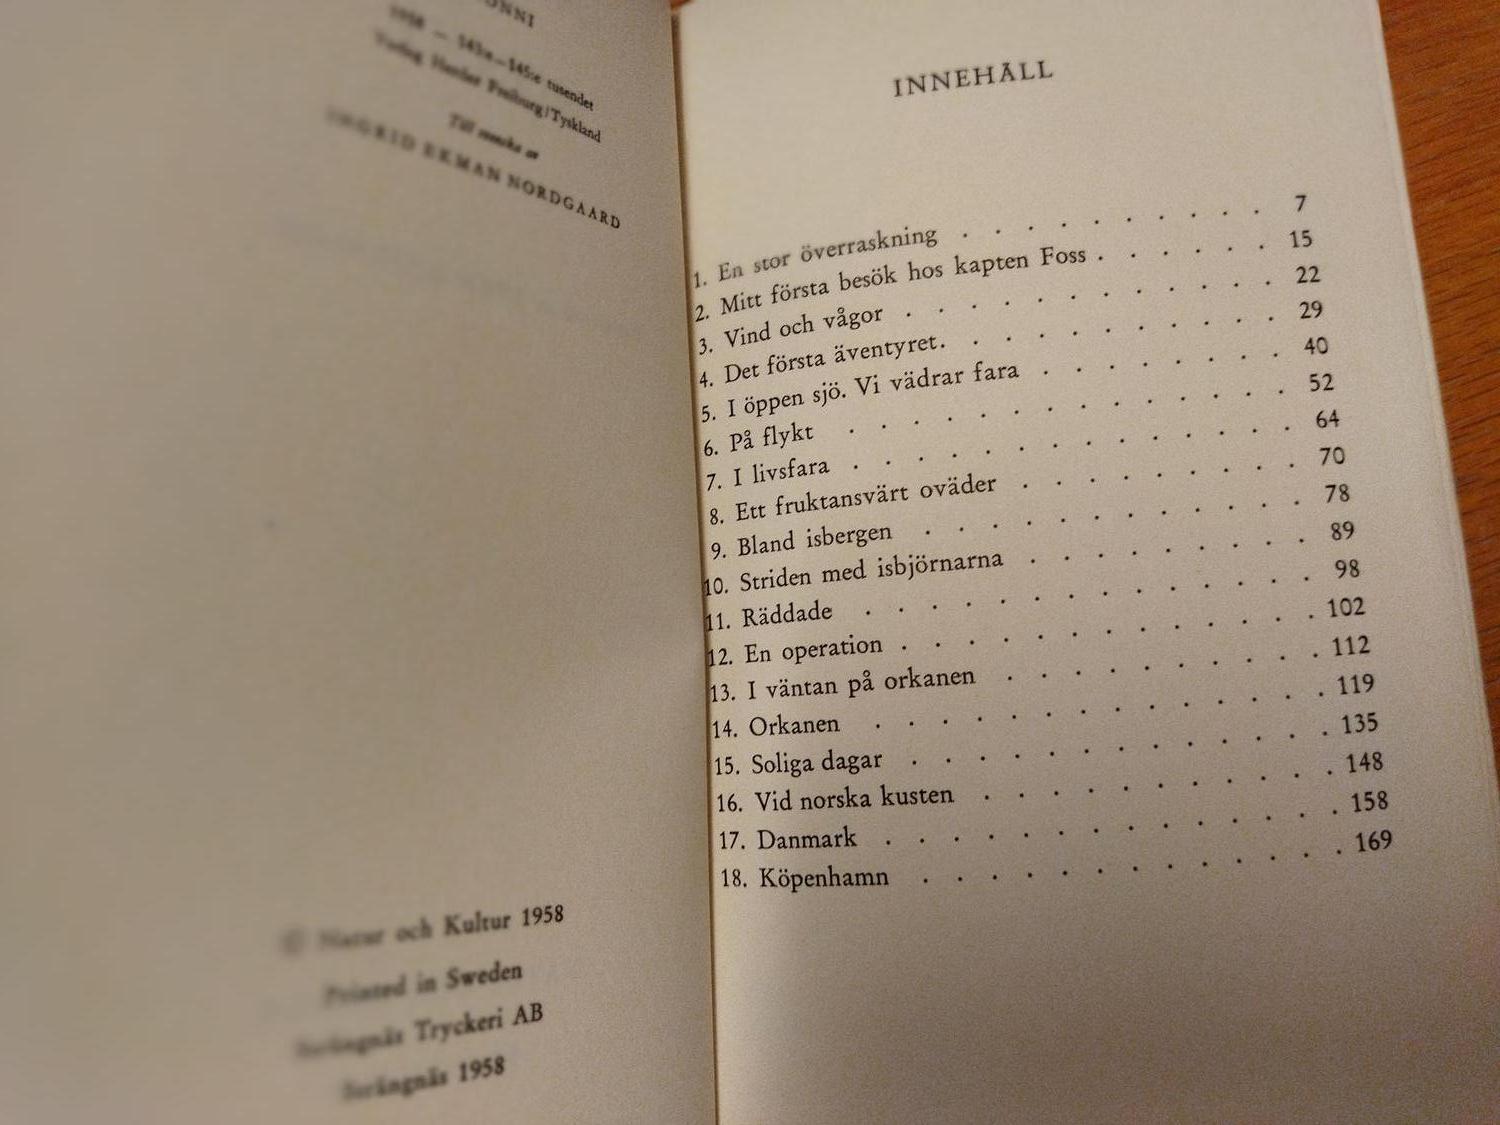 ONNI
1958 — 143:e—145:e tusendet
Verlag Herder Freiburg/Tyskland
Till svenska av
INGRID EKMAN NORDGAARD
© Natur och Kultur 1958
Printed in Sweden
Strängnäs Tryckeri AB
Strängnäs 1958
INNEHÅLL
1. En stor överraskning . . . . . . . . . . 7
2. Mitt första besök hos kapten Foss . . . . . . 15
3. Vind och vågor . . . . . . . . . . . . 22
4. Det första äventyret. . . . . . . . . . . 29
5. I öppen sjö. Vi vädrar fara . . . . . . . . 40
6. På flykt . . . . . . . . . . . . . . 52
7. I livsfara . . . . . . . . . . . . . . 64
8. Ett fruktansvärt oväder . . . . . . . . . 70
9. Bland isbergen . . . . . . . . . . . . 78
10. Striden med isbjörnarna . . . . . . . . . 89
11. Räddade . . . . . . . . . . . . . . 98
12. En operation . . . . . . . . . . . . . 102
13. I väntan på orkanen . . . . . . . . . . 112
14. Orkanen . . . . . . . . . . . . . . 119
15. Soliga dagar . . . . . . . . . . . . . 135
16. Vid norska kusten . . . . . . . . . . . 148
17. Danmark . . . . . . . . . . . . . . 158
18. Köpenhamn . . . . . . . . . . . . . 169